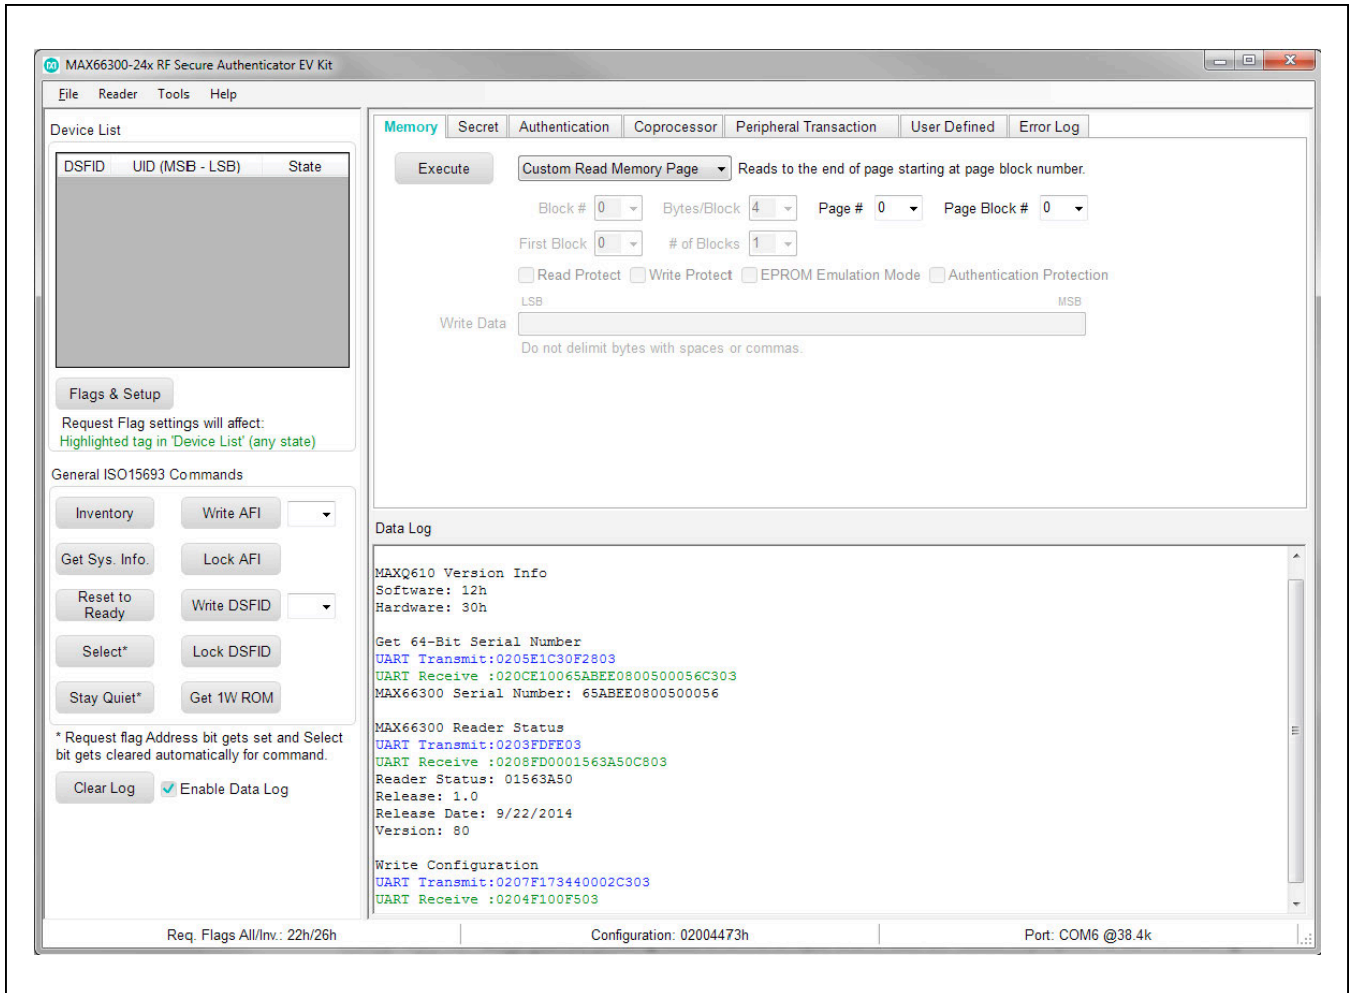 MAX66300-24x RF Secure Authenticator EV Kit
File Reader Tools Help
Device List
DSFID UID (MSB - LSB) State
Flags & Setup
Request Flag settings will affect:
Highlighted tag in 'Device List' (any state)
General ISO15693 Commands
Inventory Write AFI
Get Sys. Info. Lock AFI
Reset to
Ready
Write DSFID
Select* Lock DSFID
Stay Quiet* Get 1W ROM
* Request flag Address bit gets set and Select
bit gets cleared automatically for command.
Clear Log Enable Data Log
Memory Secret Authentication Coprocessor Peripheral Transaction User Defined Error Log
Execute Custom Read Memory Page Reads to the end of page starting at page block number.
Block # 0 Bytes/Block 4 Page # 0 Page Block # 0
First Block 0 # of Blocks 1
Read Protect Write Protect EPROM Emulation Mode Authentication Protection
LSB MSB
Write Data
Do not delimit bytes with spaces or commas.
Data Log
MAXQ610 Version Info
Software: 12h
Hardware: 30h
Get 64-Bit Serial Number
UART Transmit:0205E1C30F2803
UART Receive :020CE10065ABEE0800500056C303
MAX66300 Serial Number: 65ABEE0800500056
MAX66300 Reader Status
UART Transmit:0203FDFE03
UART Receive :0208FD0001563A50C803
Reader Status: 01563A50
Release: 1.0
Release Date: 9/22/2014
Version: 80
Write Configuration
UART Transmit:0207F173440002C303
UART Receive :0204F100F503
Req. Flags All/Inv.: 22h/26h Configuration: 02004473h Port: COM6 @38.4k